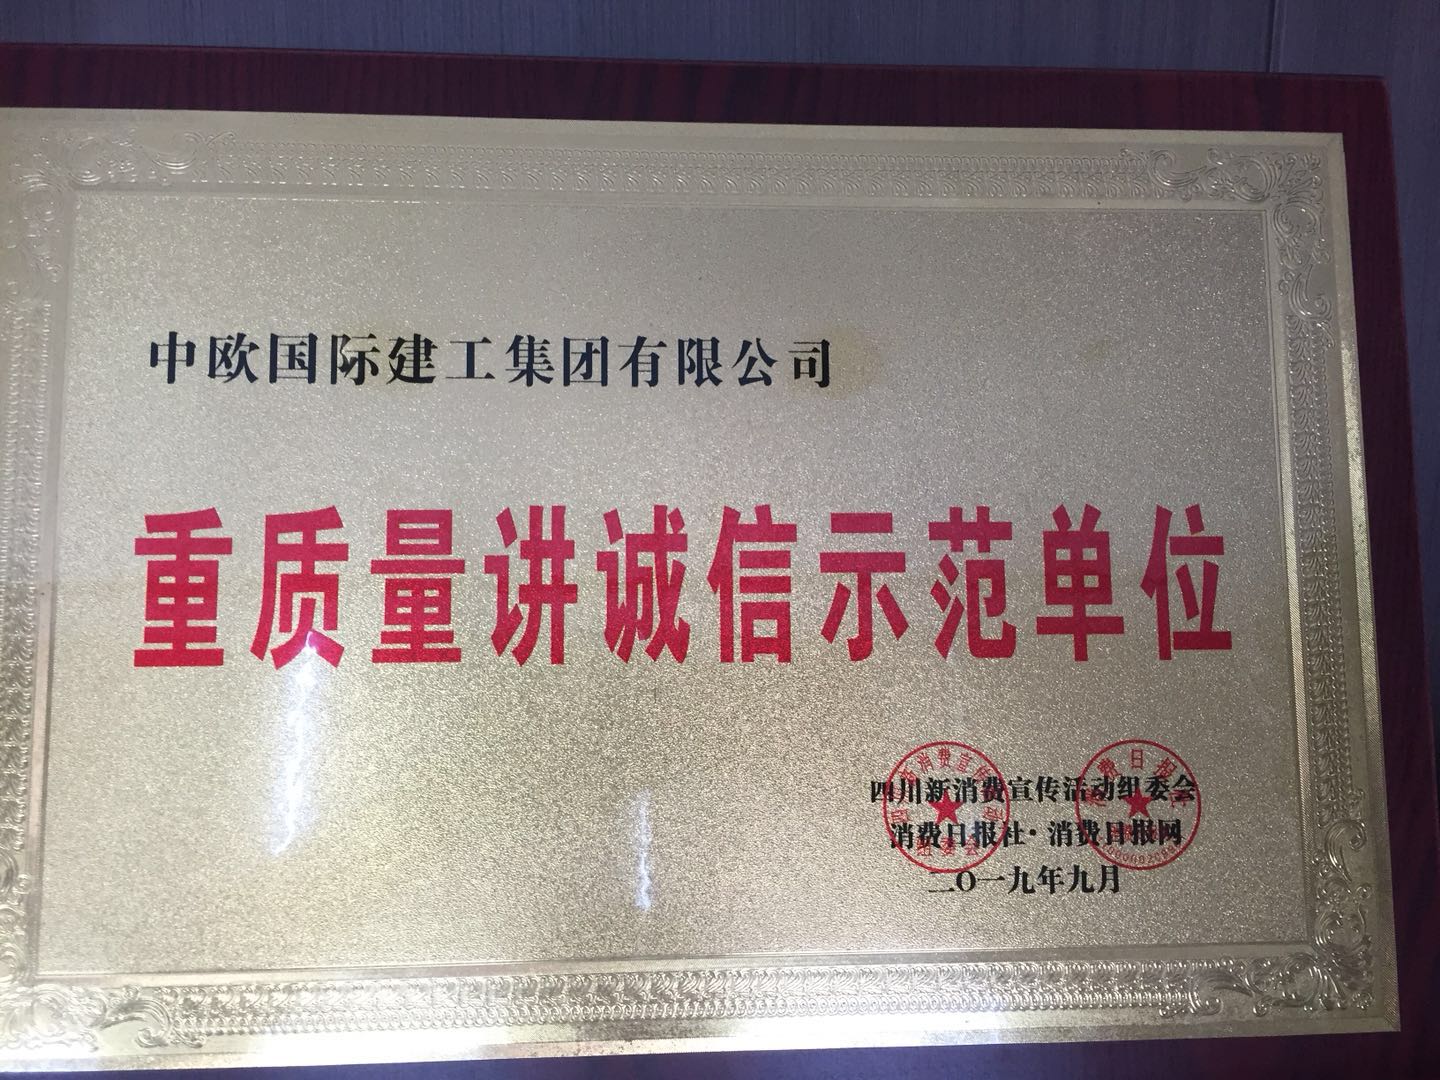 中欧国际建工集团有限公司
重质量讲诚信示范单位
四川新消费宣传活动组委会
消费日报社·消费日报网
二O一九年九月